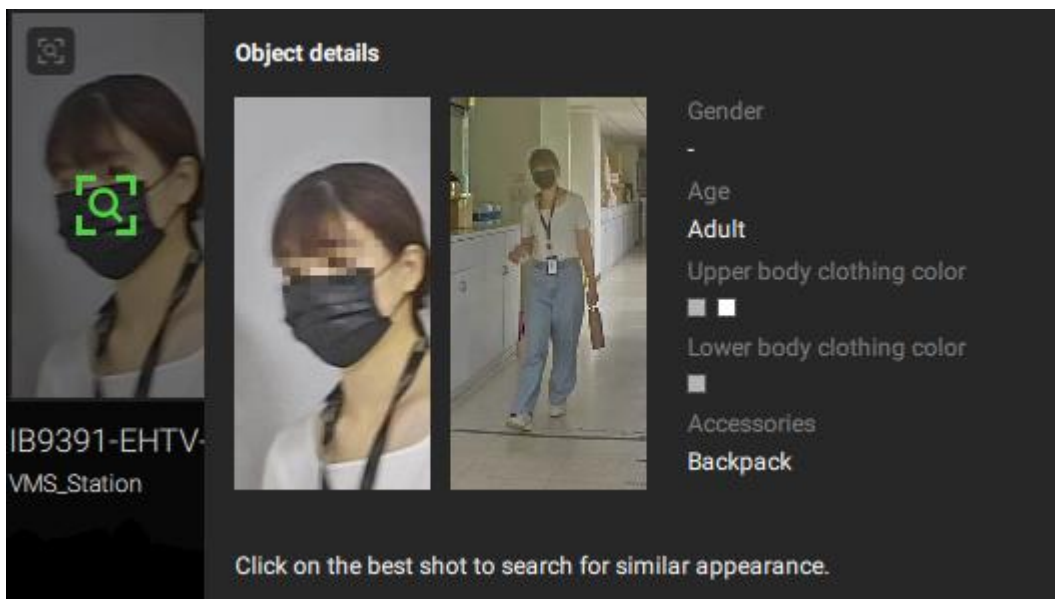 Object details
Gender
-
Age
Adult
Upper body clothing color
Lower body clothing color
Accessories
Backpack
IB9391-EHTV-
VMS_Station
Click on the best shot to search for similar appearance.